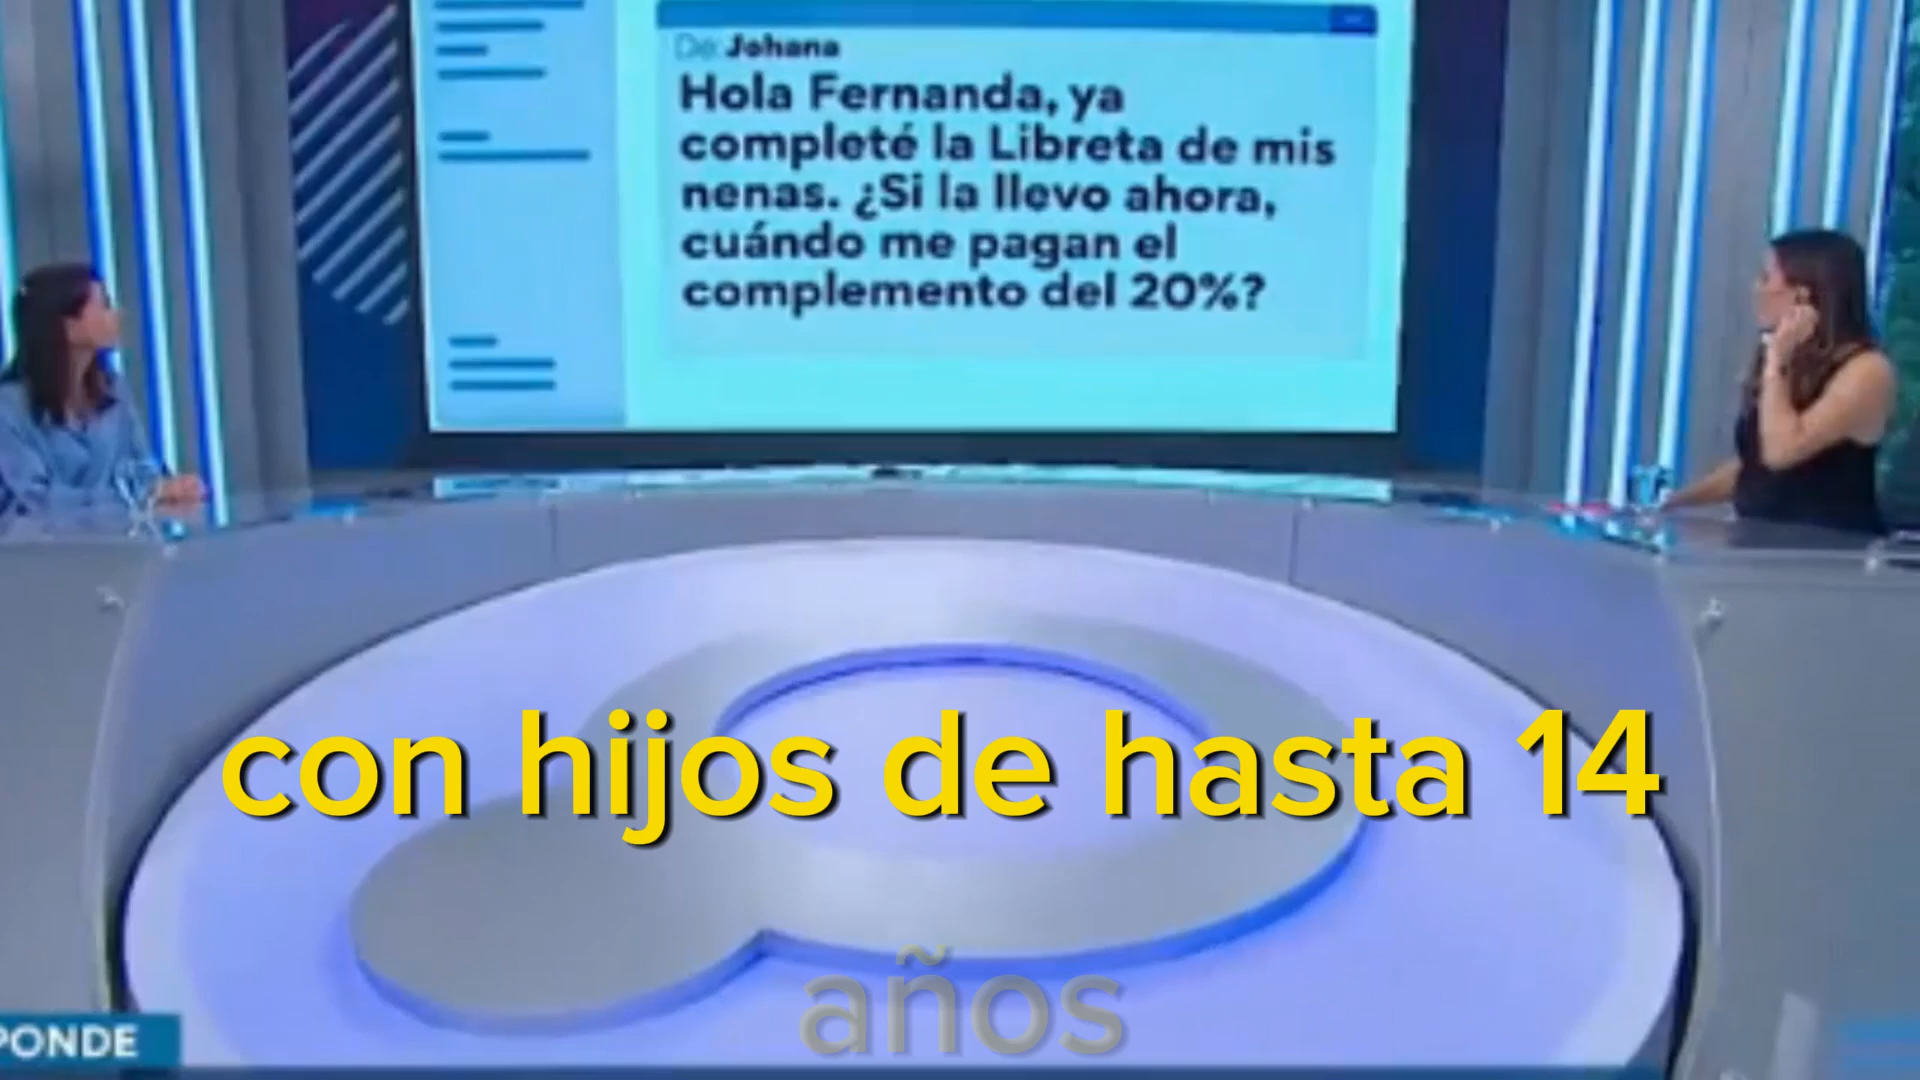 De: Johana
Hola Fernanda, ya
completé la Libreta de mis
nenas. ¿Si la llevo ahora,
cuándo me pagan el
complemento del 20%?
con hijos de hasta 14
años
PONDE